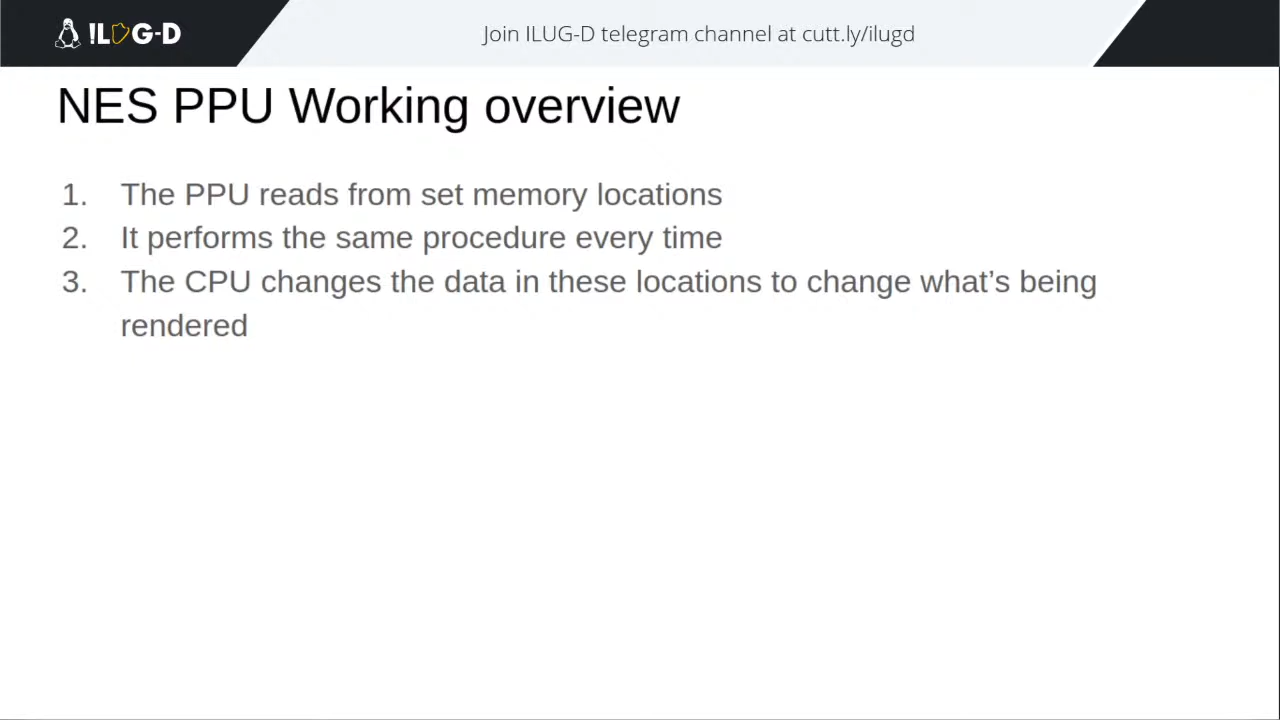 ILUG-D
Join ILUG-D telegram channel at cutt.ly/ilugd
NES PPU Working overview
1. The PPU reads from set memory locations
2. It performs the same procedure every time
3. The CPU changes the data in these locations to change what’s being
rendered